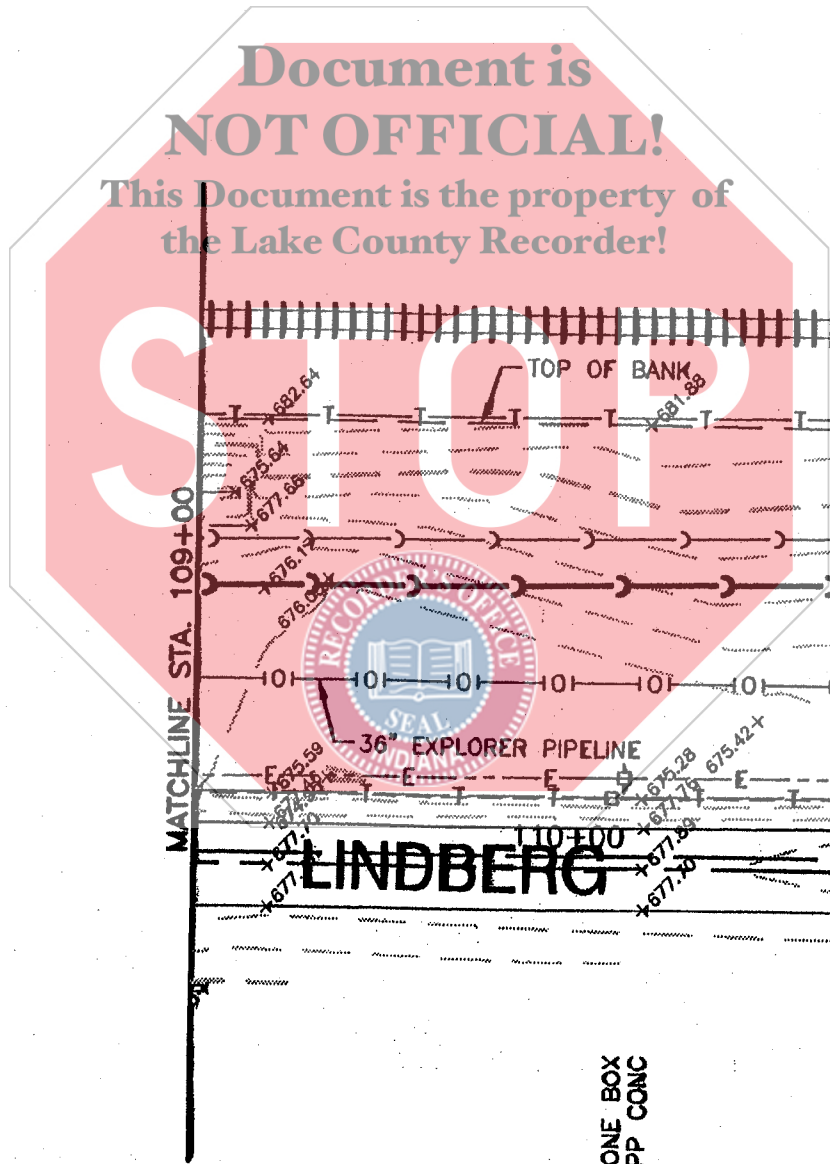 Document is
NOT OFFICIAL!
This Document is the property of
the Lake County Recorder!
STOP
TOP OF BANK
682.64
681.88
T T T T T T T
675.64
677.65
MATCHLINE STA. 109+00
RECORDER'S OFFICE
SEAL
INDIANA
O O O O O O
36" EXPLORER PIPELINE
675.42
675.59
675.28
E E E E
677.76
T T T T T
110+00
677.89
LINDBERG
677.70
ONE BOX
PP CONC